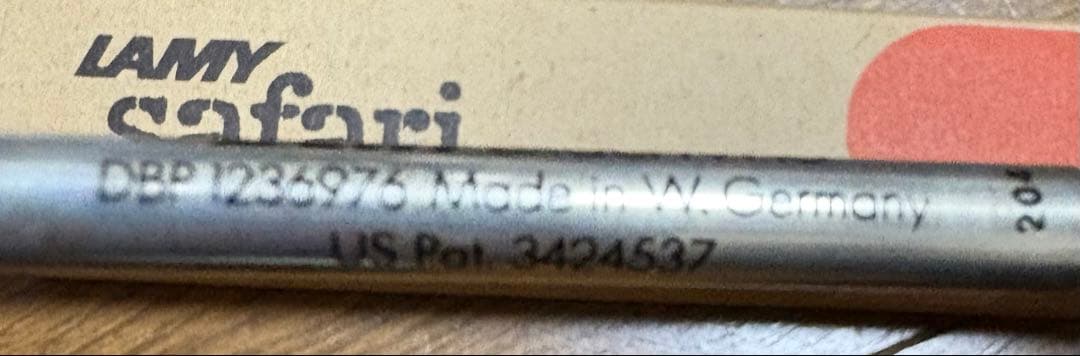 LAMY
safari
DBP 1236976 Made in W. Germany
US Pat. 3424537
204